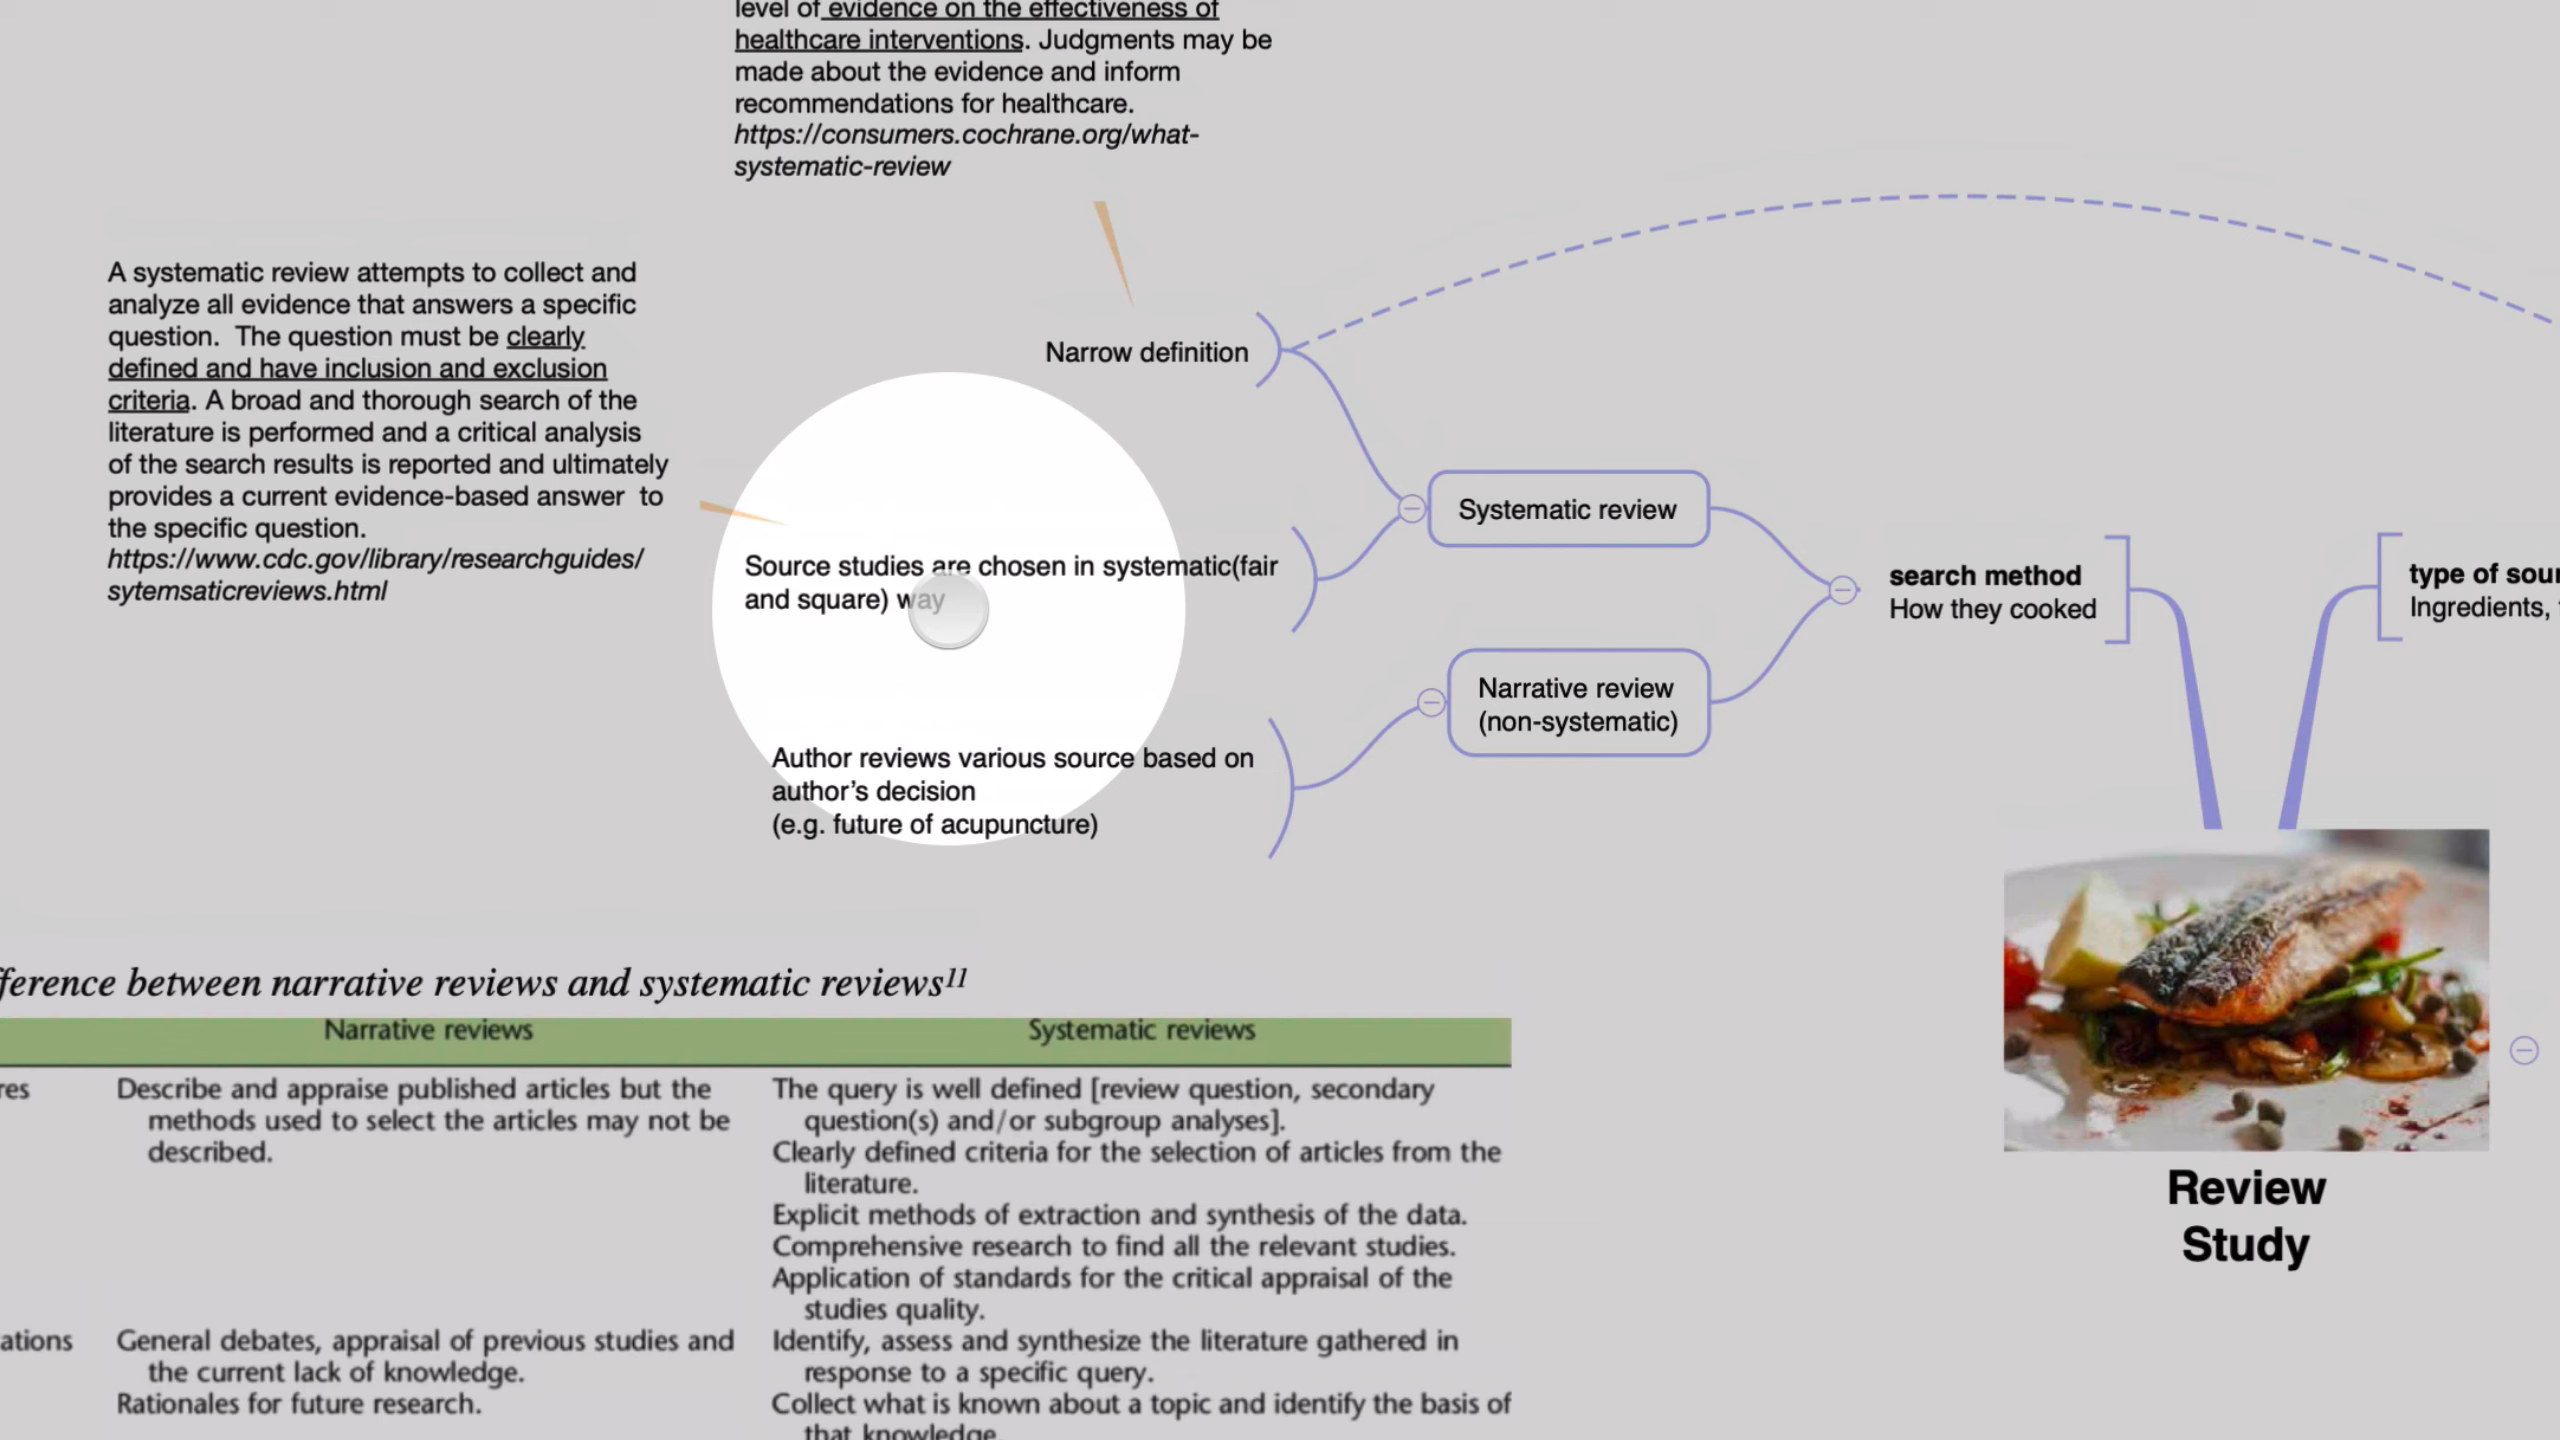 level of evidence on the effectiveness of
healthcare interventions. Judgments may be
made about the evidence and inform
recommendations for healthcare.
https://consumers.cochrane.org/what-
systematic-review
A systematic review attempts to collect and
analyze all evidence that answers a specific
question.  The question must be clearly
defined and have inclusion and exclusion
criteria. A broad and thorough search of the
literature is performed and a critical analysis
of the search results is reported and ultimately
provides a current evidence-based answer  to
the specific question.
https://www.cdc.gov/library/researchguides/
sytemsaticreviews.html
Narrow definition
Source studies are chosen in systematic(fair
and square) way
Author reviews various source based on
author’s decision
(e.g. future of acupuncture)
Systematic review
Narrative review
(non-systematic)
search method
How they cooked
type of sour
Ingredients,
Review
Study
fference between narrative reviews and systematic reviews11
Narrative reviews
Systematic reviews
res
Describe and appraise published articles but the
methods used to select the articles may not be
described.
The query is well defined [review question, secondary
question(s) and/or subgroup analyses].
Clearly defined criteria for the selection of articles from the
literature.
Explicit methods of extraction and synthesis of the data.
Comprehensive research to find all the relevant studies.
Application of standards for the critical appraisal of the
studies quality.
ations
General debates, appraisal of previous studies and
the current lack of knowledge.
Rationales for future research.
Identify, assess and synthesize the literature gathered in
response to a specific query.
Collect what is known about a topic and identify the basis of
that knowledge.